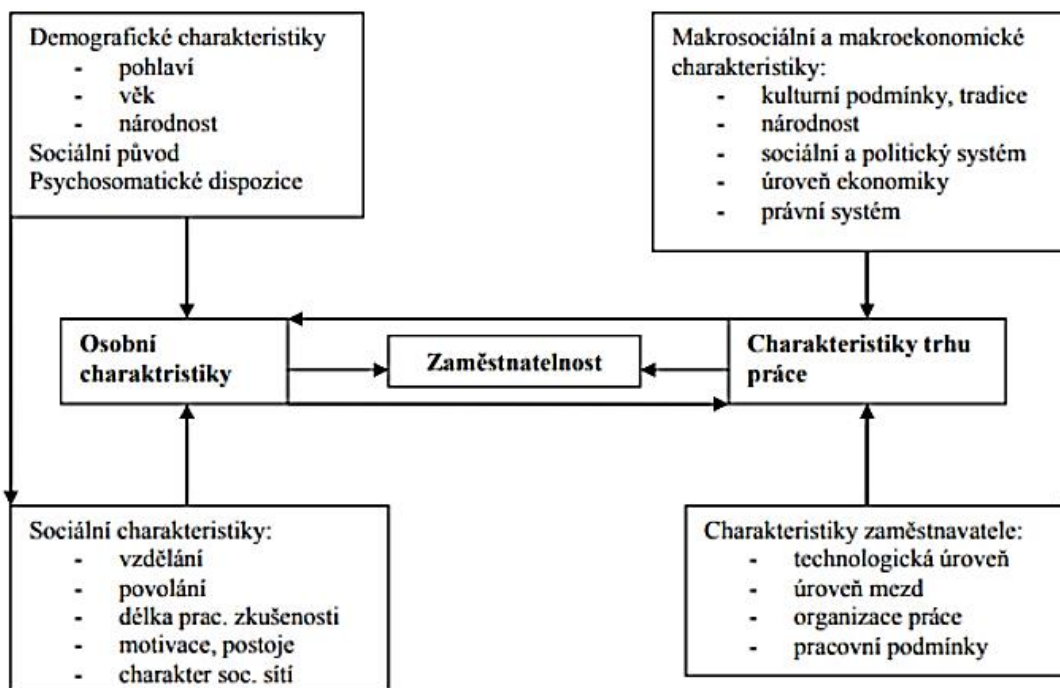 Demografické charakteristiky
- pohlaví
- věk
- národnost
Sociální původ
Psychosomatické dispozice
Makrosociální a makroekonomické
charakteristiky:
- kulturní podmínky, tradice
- národnost
- sociální a politický systém
- úroveň ekonomiky
- právní systém
Osobní
charaktristiky
Zaměstnatelnost
Charakteristiky trhu
práce
Sociální charakteristiky:
- vzdělání
- povolání
- délka prac. zkušenosti
- motivace, postoje
- charakter soc. sítí
Charakteristiky zaměstnavatele:
- technologická úroveň
- úroveň mezd
- organizace práce
- pracovní podmínky